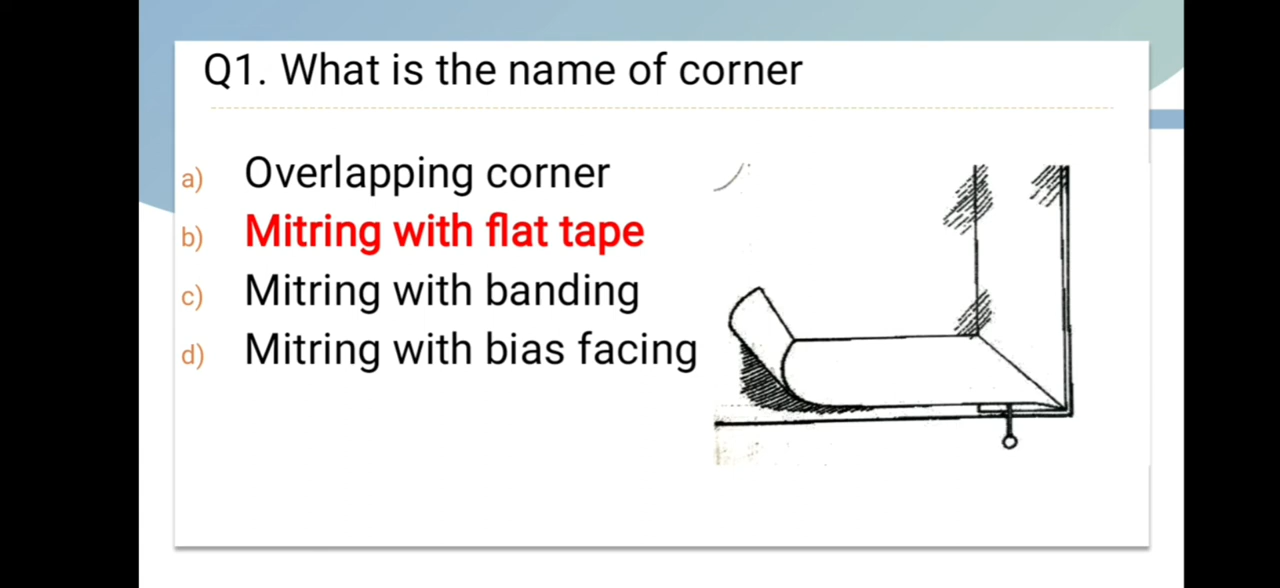 Q1. What is the name of corner
a) Overlapping corner
b) Mitring with flat tape
c) Mitring with banding
d) Mitring with bias facing